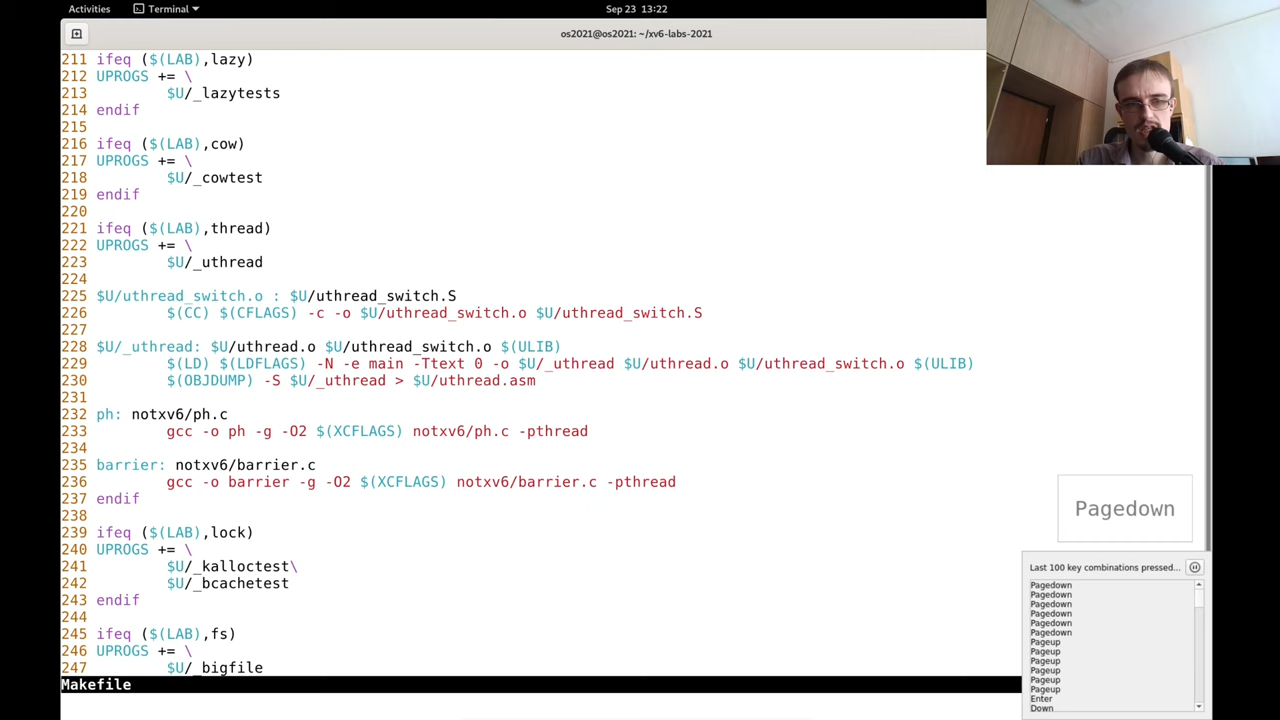 Activities
Terminal
Sep 23 13:22
os2021@os2021: ~/xv6-labs-2021
211 ifeq ($(LAB),lazy)
212 UPROGS += \
213         $U/_lazytests
214 endif
215
216 ifeq ($(LAB),cow)
217 UPROGS += \
218         $U/_cowtest
219 endif
220
221 ifeq ($(LAB),thread)
222 UPROGS += \
223         $U/_uthread
224
225 $U/uthread_switch.o : $U/uthread_switch.S
226         $(CC) $(CFLAGS) -c -o $U/uthread_switch.o $U/uthread_switch.S
227
228 $U/_uthread: $U/uthread.o $U/uthread_switch.o $(ULIB)
229         $(LD) $(LDFLAGS) -N -e main -Ttext 0 -o $U/_uthread $U/uthread.o $U/uthread_switch.o $(ULIB)
230         $(OBJDUMP) -S $U/_uthread > $U/uthread.asm
231
232 ph: notxv6/ph.c
233         gcc -o ph -g -O2 $(XCFLAGS) notxv6/ph.c -pthread
234
235 barrier: notxv6/barrier.c
236         gcc -o barrier -g -O2 $(XCFLAGS) notxv6/barrier.c -pthread
237 endif
238
239 ifeq ($(LAB),lock)
240 UPROGS += \
241         $U/_kalloctest\
242         $U/_bcachetest
243 endif
244
245 ifeq ($(LAB),fs)
246 UPROGS += \
247         $U/_bigfile
Makefile
Pagedown
Last 100 key combinations pressed...
Pagedown
Pagedown
Pagedown
Pagedown
Pagedown
Pagedown
Pageup
Pageup
Pageup
Pageup
Pageup
Pageup
Enter
Down